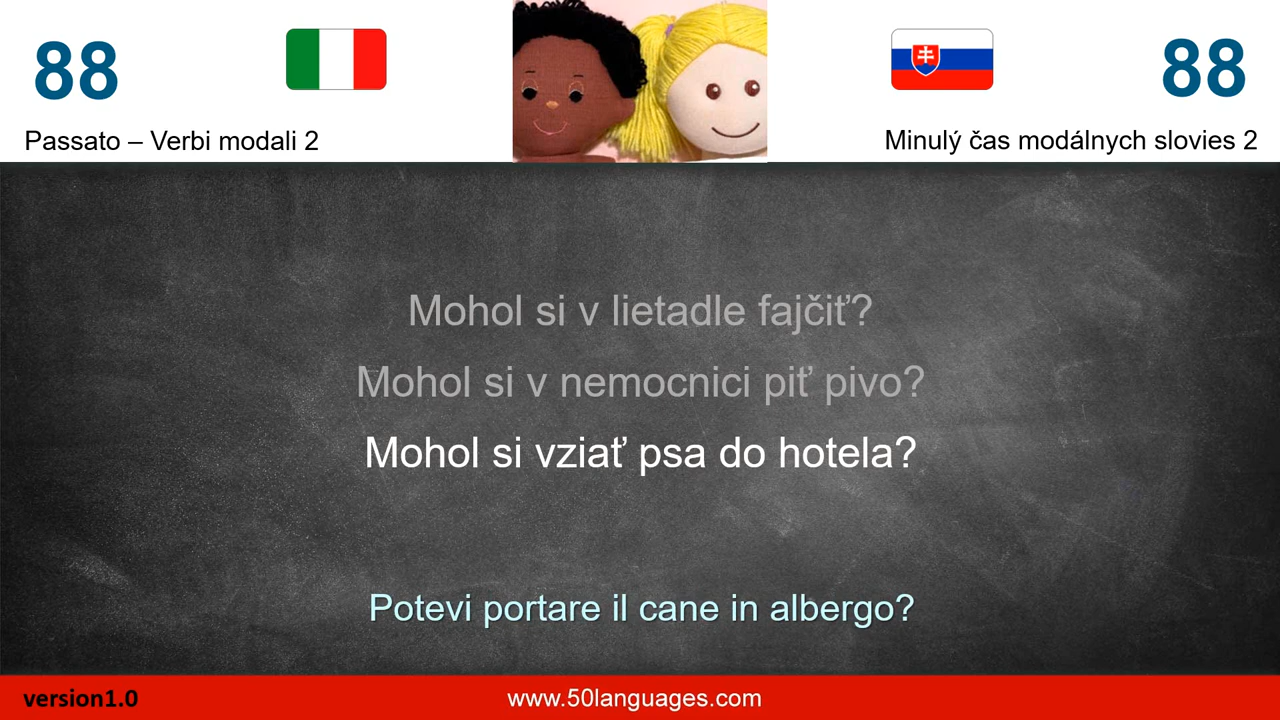 88
88
Passato – Verbi modali 2
Minulý čas modálnych slovies 2
Mohol si v lietadle fajčiť?
Mohol si v nemocnici piť pivo?
Mohol si vziať psa do hotela?
Potevi portare il cane in albergo?
version1.0
www.50languages.com